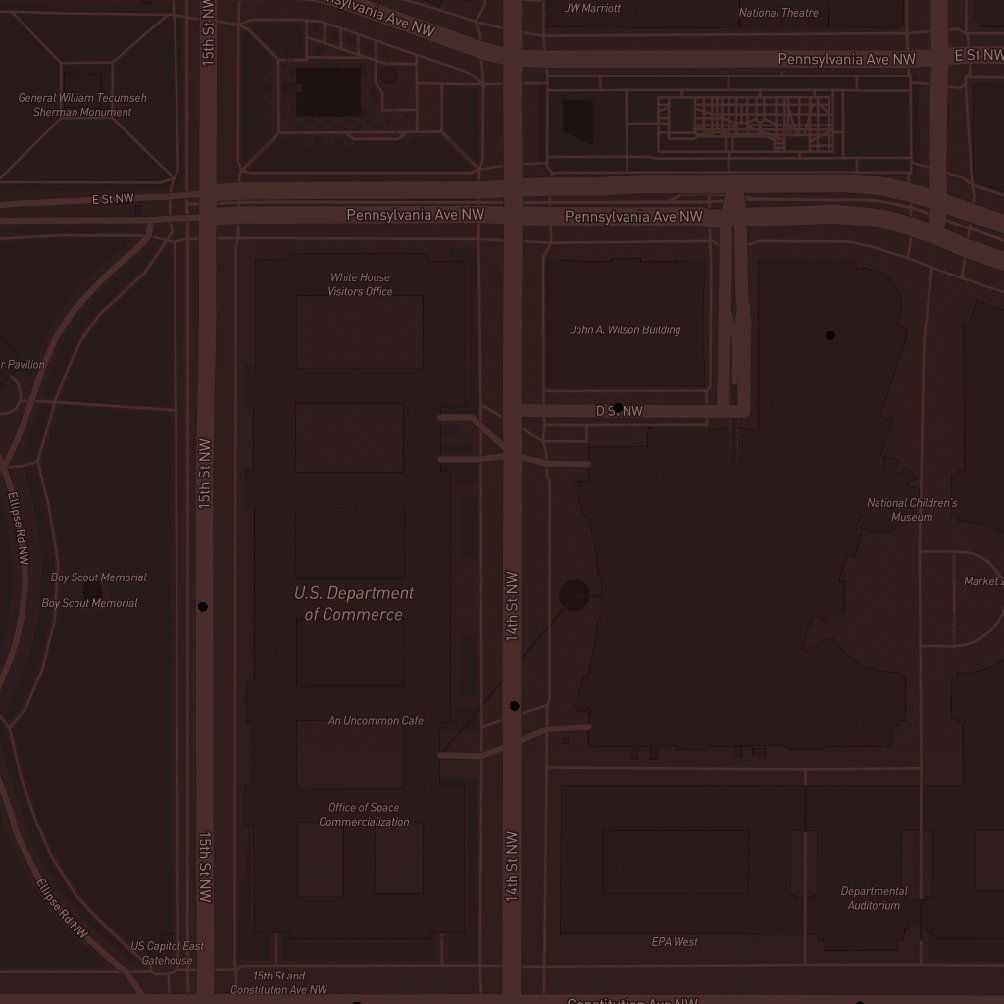 nsylvania Ave NW
JW Marriott
National Theatre
15th St NW
Pennsylvania Ave NW
E St NW
General William Tecumseh
Sherman Monument
E St NW
Pennsylvania Ave NW
Pennsylvania Ave NW
White House
Visitors Office
John A. Wilson Building
r Pavilion
D St NW
15th St NW
Ellipse Rd NW
National Children's
Museum
Boy Scout Memorial
Boy Scout Memorial
U.S. Department
of Commerce
14th St NW
Market
An Uncommon Cafe
Office of Space
Commercialization
15th St NW
14th St NW
Ellipse Rd NW
Departmental
Auditorium
US Capitol East
Gatehouse
EPA West
15th St and
Constitution Ave NW
Constitution Ave NW